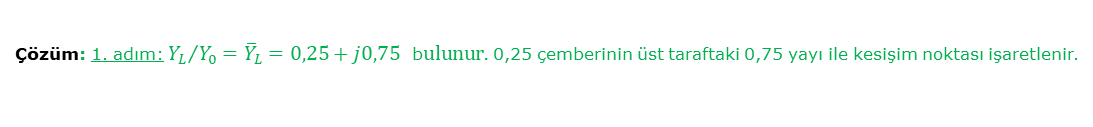 Çözüm: 1. adım: Y_L/Y_0 = Ȳ_L = 0,25 + j0,75 bulunur. 0,25 çemberinin üst taraftaki 0,75 yayı ile kesişim noktası işaretlenir.